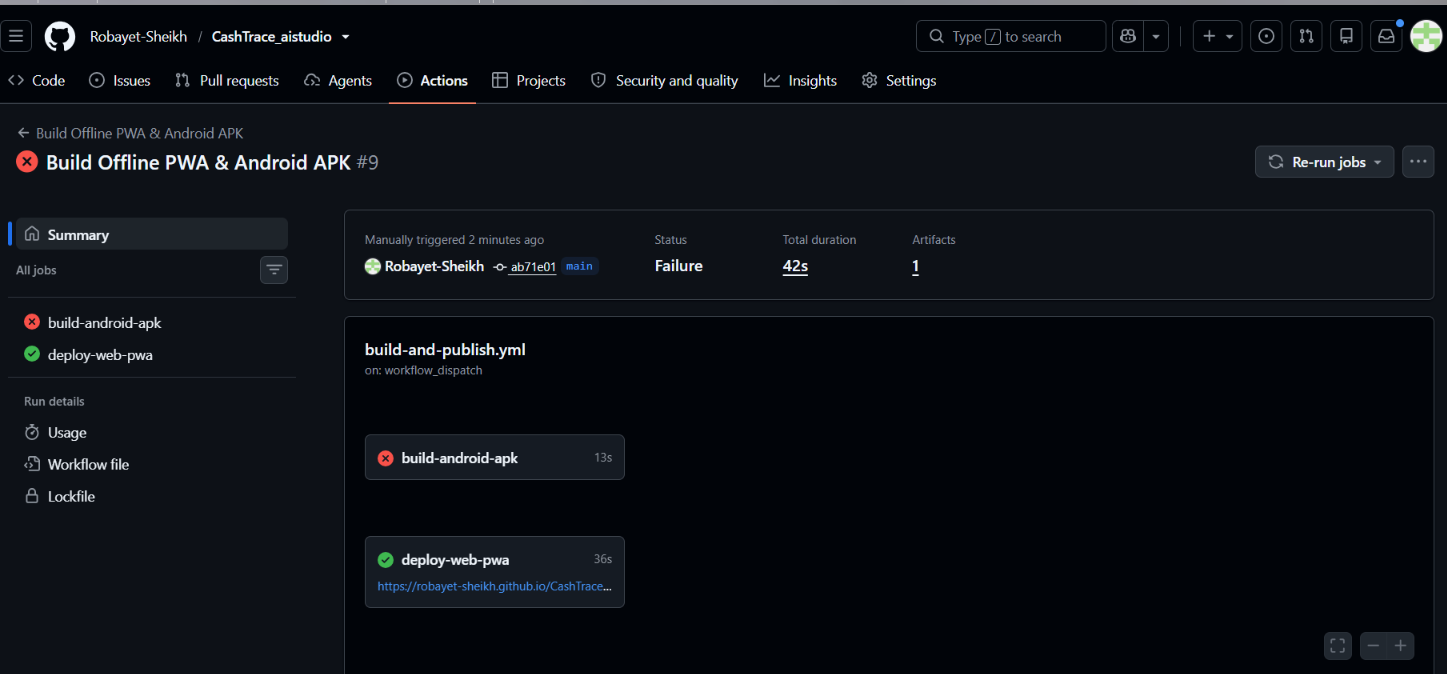 Robayet-Sheikh / CashTrace_aistudio
Type / to search
Code Issues Pull requests Agents Actions Projects Security and quality Insights Settings
Build Offline PWA & Android APK
Build Offline PWA & Android APK #9
Re-run jobs
Summary
All jobs
build-android-apk
deploy-web-pwa
Run details
Usage
Workflow file
Lockfile
Manually triggered 2 minutes ago
Robayet-Sheikh ab71e01 main
Status
Failure
Total duration
42s
Artifacts
1
build-and-publish.yml
on: workflow_dispatch
build-android-apk 13s
deploy-web-pwa 36s
https://robayet-sheikh.github.io/CashTrace...